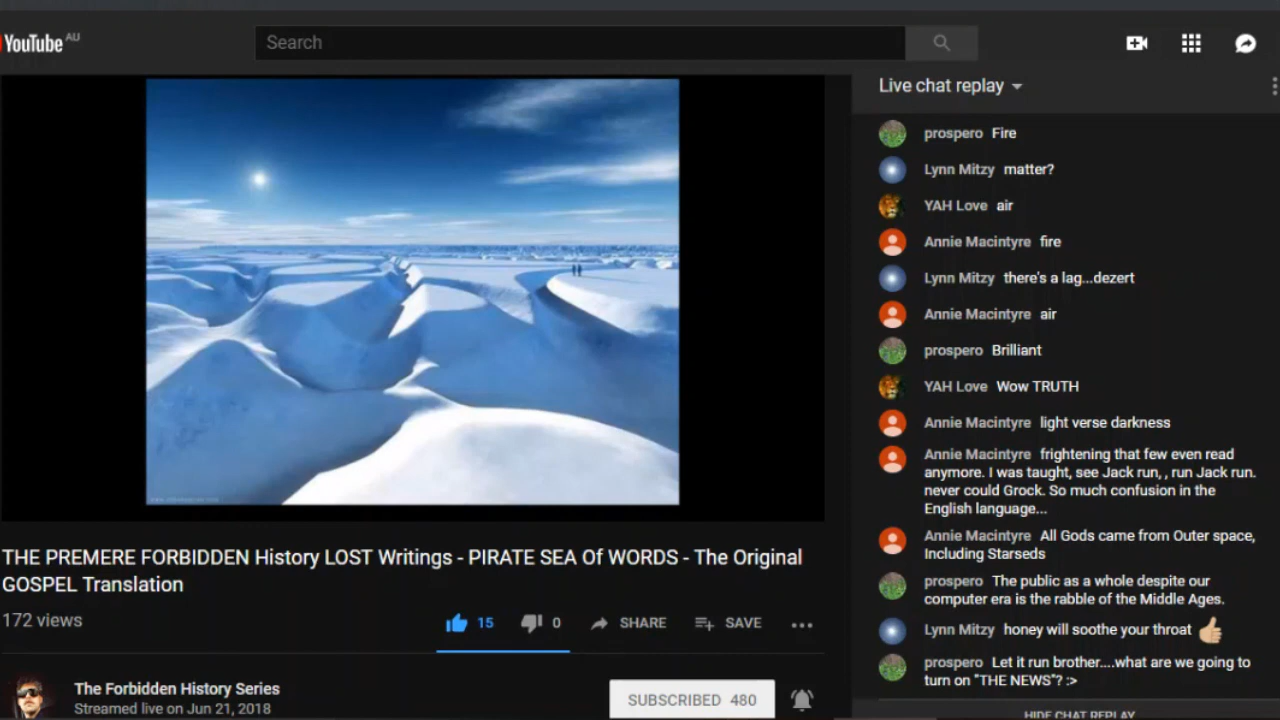 YouTube AU
Search
Live chat replay
prospero Fire
Lynn Mitzy matter?
YAH Love air
Annie Macintyre fire
Lynn Mitzy there's a lag...dezert
Annie Macintyre air
prospero Brilliant
YAH Love Wow TRUTH
Annie Macintyre light verse darkness
Annie Macintyre frightening that few even read
anymore. I was taught, see Jack run, , run Jack run.
never could Grock. So much confusion in the
English language...
Annie Macintyre All Gods came from Outer space,
Including Starseds
prospero The public as a whole despite our
computer era is the rabble of the Middle Ages.
Lynn Mitzy honey will soothe your throat
prospero Let it run brother....what are we going to
turn on "THE NEWS"? :>
HIDE CHAT REPLAY
THE PREMERE FORBIDDEN History LOST Writings - PIRATE SEA Of WORDS - The Original
GOSPEL Translation
172 views
15 0 SHARE SAVE
The Forbidden History Series
Streamed live on Jun 21, 2018
SUBSCRIBED 480